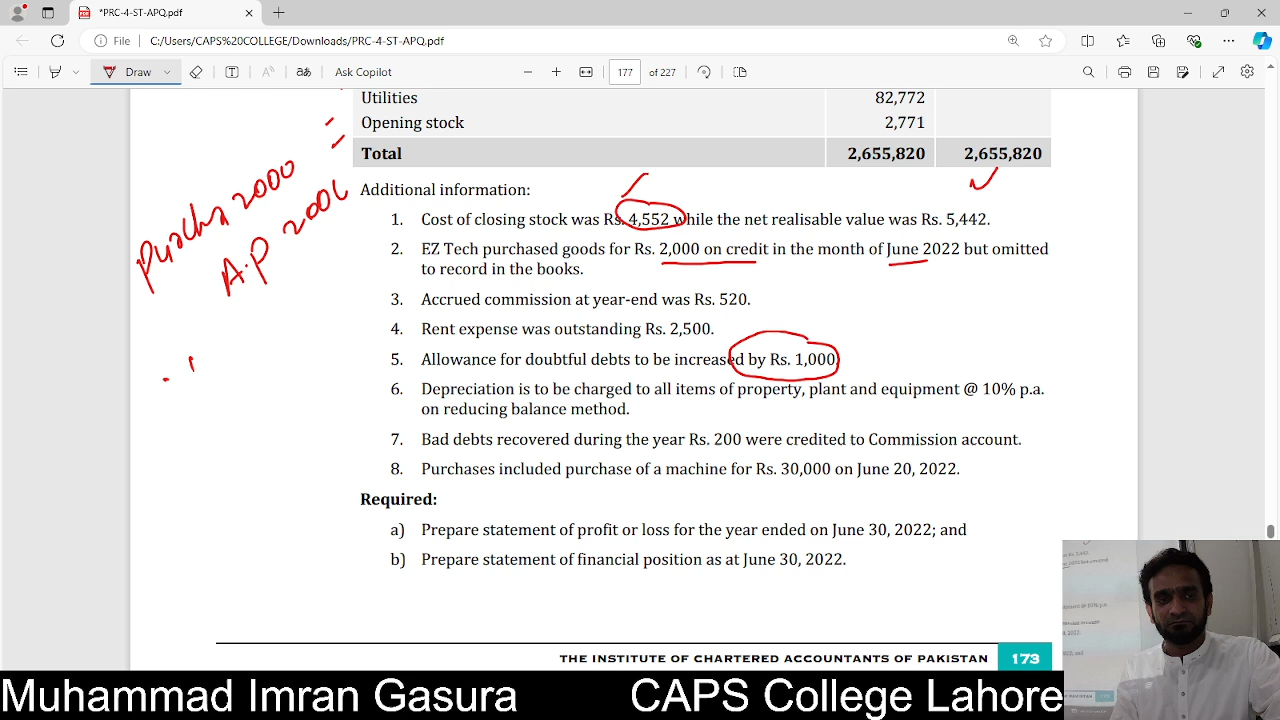 *PRC-4-ST-APQ.pdf
File C:/Users/CAPS%20COLLEGE/Downloads/PRC-4-ST-APQ.pdf
Draw Ask Copilot 177 of 227
Utilities 82,772
Opening stock 2,771
Total 2,655,820 2,655,820
Additional information:
1. Cost of closing stock was Rs. 4,552 while the net realisable value was Rs. 5,442.
2. EZ Tech purchased goods for Rs. 2,000 on credit in the month of June 2022 but omitted
to record in the books.
3. Accrued commission at year-end was Rs. 520.
4. Rent expense was outstanding Rs. 2,500.
5. Allowance for doubtful debts to be increased by Rs. 1,000.
6. Depreciation is to be charged to all items of property, plant and equipment @ 10% p.a.
on reducing balance method.
7. Bad debts recovered during the year Rs. 200 were credited to Commission account.
8. Purchases included purchase of a machine for Rs. 30,000 on June 20, 2022.
Required:
a) Prepare statement of profit or loss for the year ended on June 30, 2022; and
b) Prepare statement of financial position as at June 30, 2022.
2000
A.P
THE INSTITUTE OF CHARTERED ACCOUNTANTS OF PAKISTAN 173
Muhammad Imran Gasura CAPS College Lahore